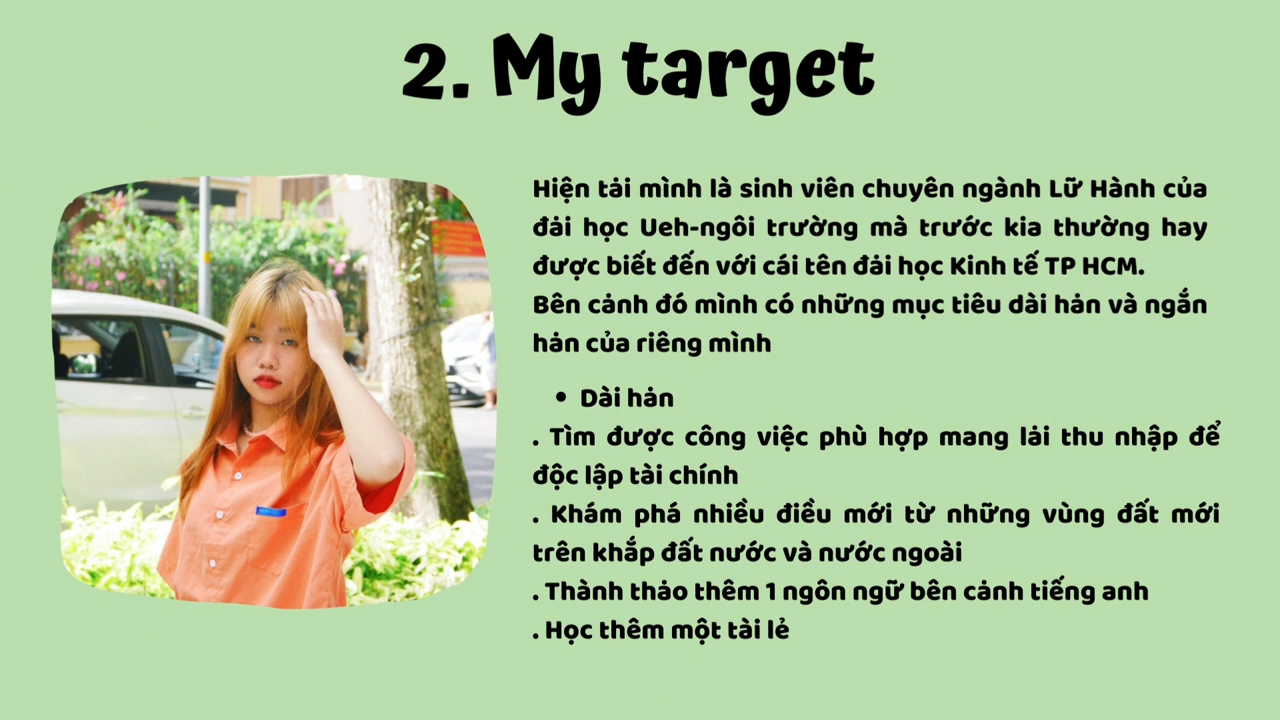 2. My target
Hiện tải mình là sinh viên chuyên ngành Lữ Hành của
đải học Ueh-ngôi trường mà trước kia thường hay
được biết đến với cái tên đải học Kinh tế TP HCM.
Bên cảnh đó mình có những mục tiêu dài hản và ngắn
hản của riêng mình
• Dài hản
. Tìm được công việc phù hợp mang lải thu nhập để
độc lập tài chính
. Khám phá nhiều điều mới từ những vùng đất mới
trên khắp đất nước và nước ngoài
. Thành thảo thêm 1 ngôn ngữ bên cảnh tiếng anh
. Học thêm một tài lẻ